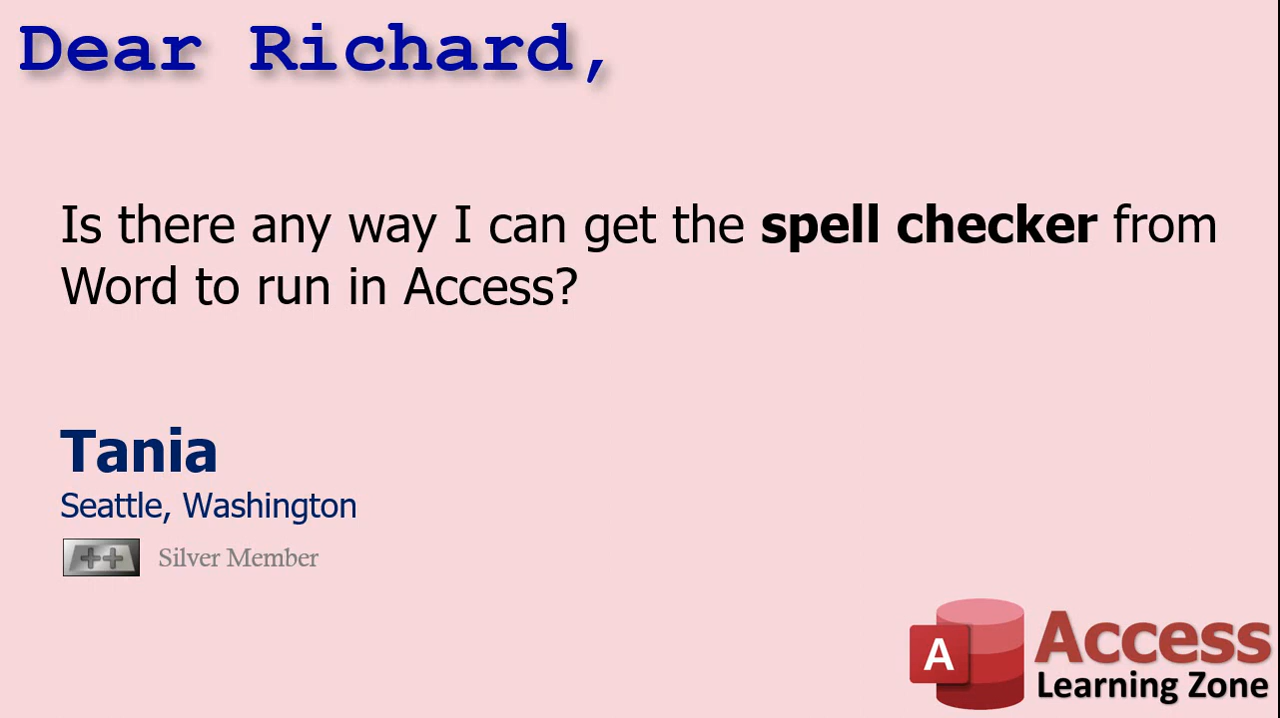 Dear Richard,
Is there any way I can get the spell checker from
Word to run in Access?
Tania
Seattle, Washington
++ Silver Member
A Access
Learning Zone